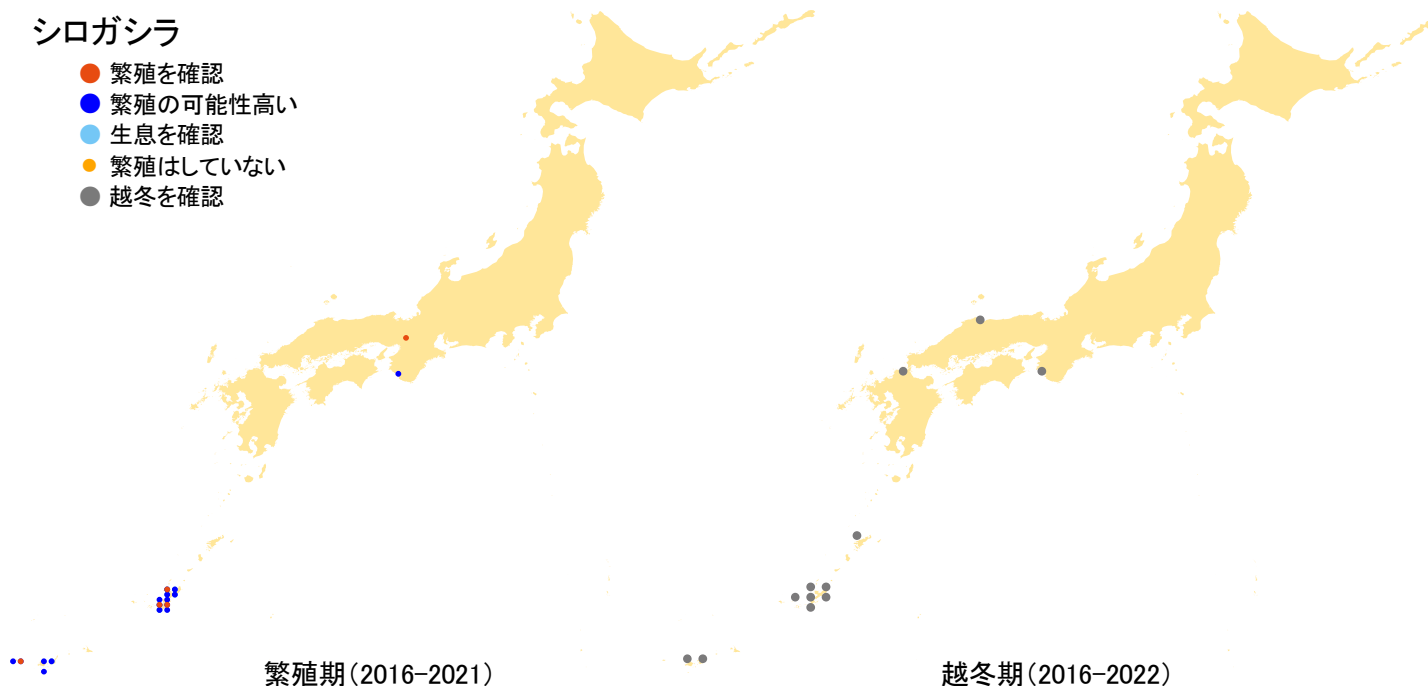 シロガシラ
繁殖を確認
繁殖の可能性高い
生息を確認
繁殖はしていない
越冬を確認
繁殖期(2016-2021)
越冬期(2016-2022)